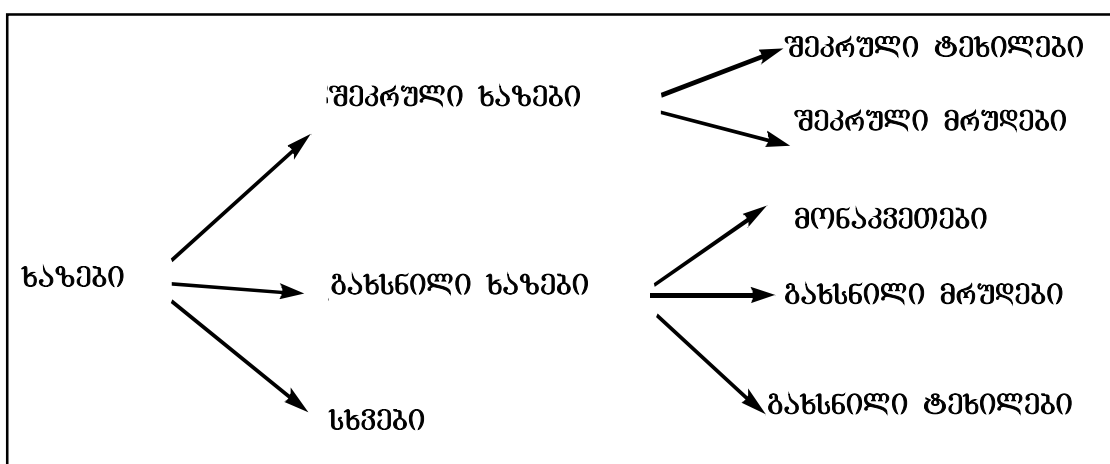 ხაზები
შეკრული ხაზები
შეკრული ტეხილები
შეკრული მრუდები
გახსნილი ხაზები
მონაკვეთები
გახსნილი მრუდები
გახსნილი ტეხილები
სხვები